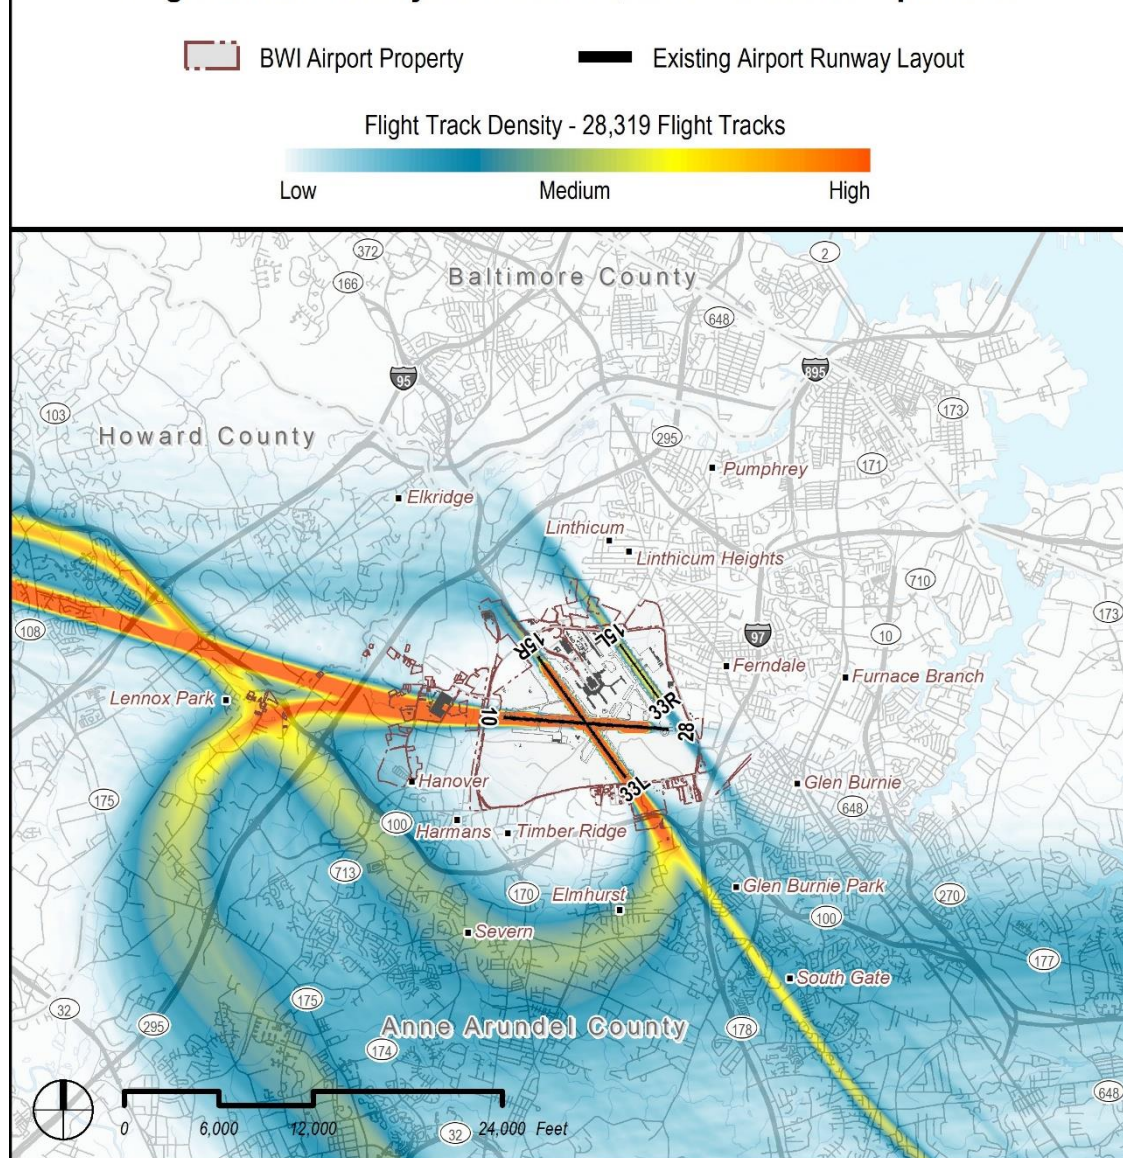 BWI Airport Property
Existing Airport Runway Layout
Flight Track Density - 28,319 Flight Tracks
Low
Medium
High
372
2
Baltimore County
166
648
895
95
103
173
Howard County
295
171
Pumphrey
Elkridge
Linthicum
Linthicum Heights
710
173
108
15R
15L
97
10
Ferndale
Furnace Branch
Lennox Park
33R
10
28
Hanover
33L
Glen Burnie
175
648
100
Harmans
Timber Ridge
713
170
Elmhurst
Glen Burnie Park
270
100
Severn
177
South Gate
175
32
295
Anne Arundel County
178
174
648
0
6,000
12,000
24,000 Feet
32